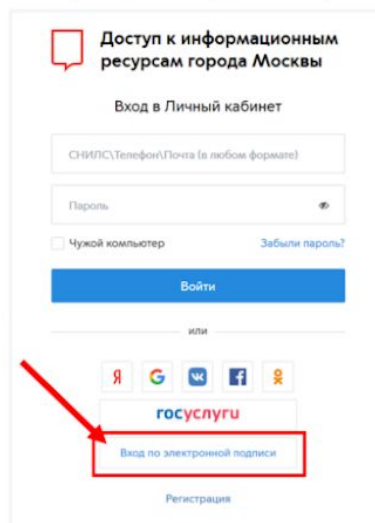 Доступ к информационным
ресурсам города Москвы
Вход в Личный кабинет
СНИЛС\Телефон\Почта (в любом формате)
Пароль
Чужой компьютер Забыли пароль?
Войти
или
Я G f
госуслуги
Вход по электронной подписи
Регистрация